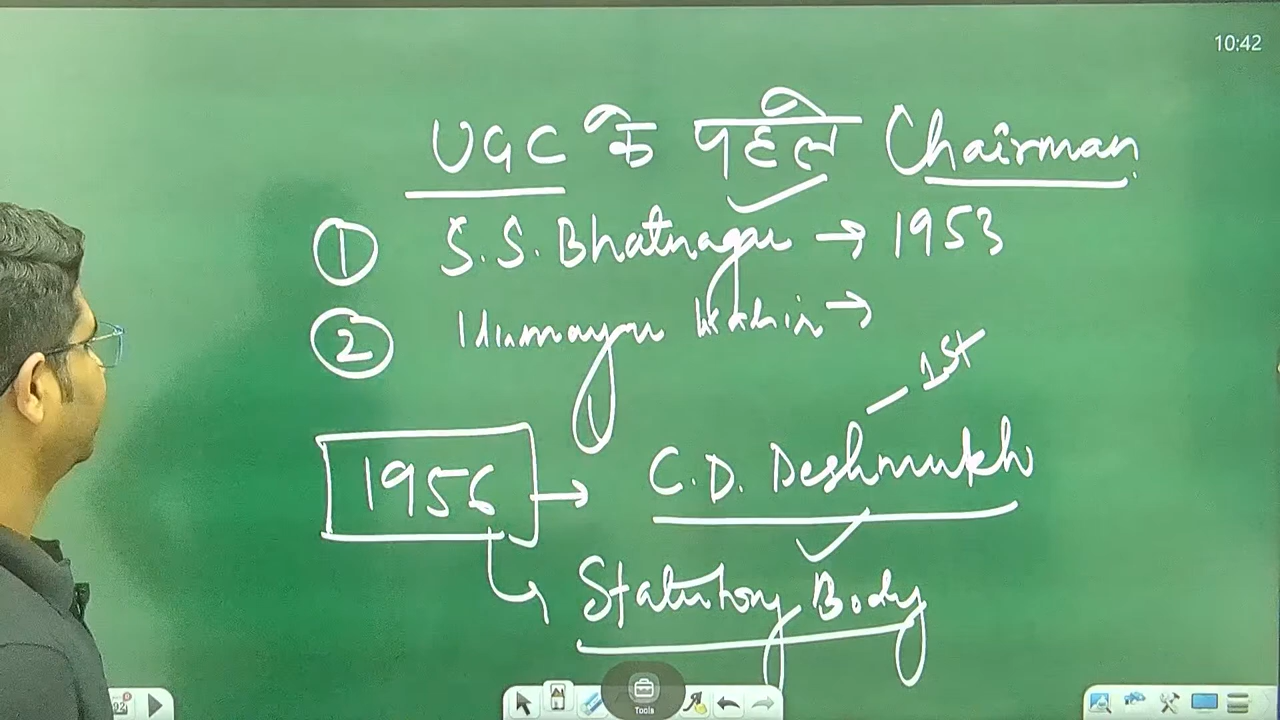 10:42
UGC के पहले Chairman
① S.S. Bhatnagar → 1953
② Humayun Kabir →
1st
1956 → C.D. Deshmukh
Statutory Body
Tools